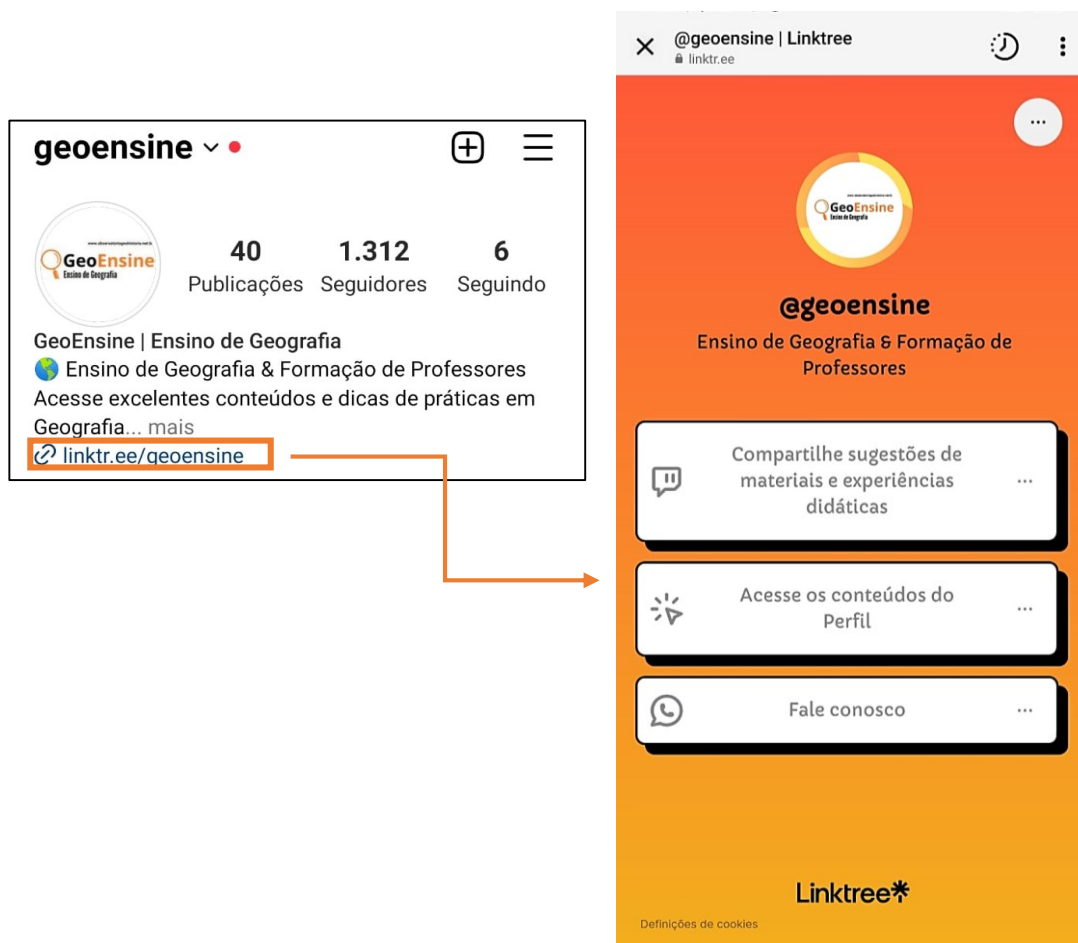 geoensine
GeoEnsine
Ensino de Geografia
40 1.312 6
Publicações Seguidores Seguindo
GeoEnsine | Ensino de Geografia
🌎 Ensino de Geografia & Formação de Professores
Acesse excelentes conteúdos e dicas de práticas em
Geografia... mais
linktr.ee/geoensine
@geoensine | Linktree
linktr.ee
GeoEnsine
Ensino de Geografia
@geoensine
Ensino de Geografia & Formação de
Professores
Compartilhe sugestões de
materiais e experiências
didáticas
Acesse os conteúdos do
Perfil
Fale conosco
Linktree
Definições de cookies